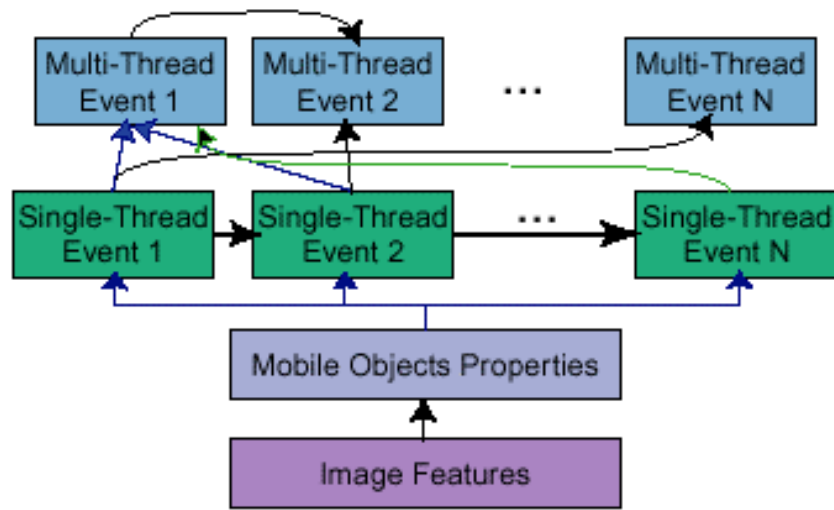 Multi-Thread
Event 1
Multi-Thread
Event 2
...
Multi-Thread
Event N
Single-Thread
Event 1
Single-Thread
Event 2
...
Single-Thread
Event N
Mobile Objects Properties
Image Features